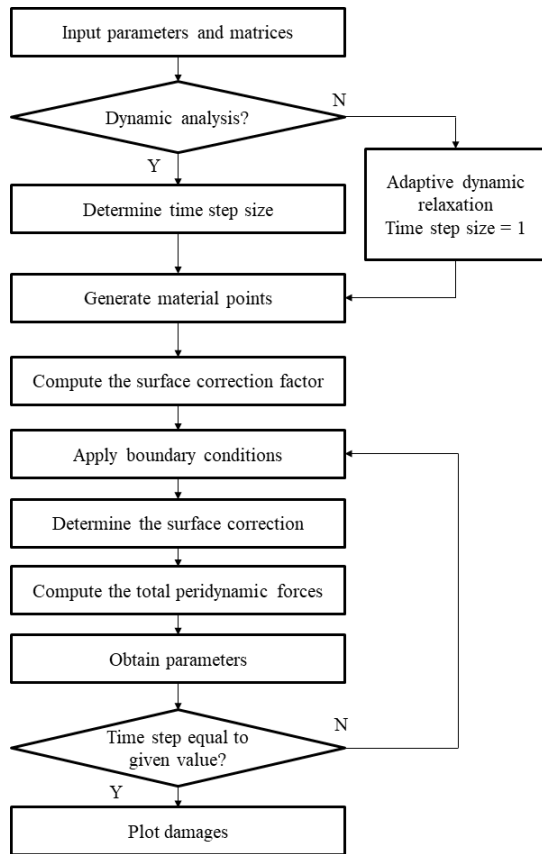 Input parameters and matrices
Dynamic analysis?
N
Y
Adaptive dynamic
relaxation
Time step size = 1
Determine time step size
Generate material points
Compute the surface correction factor
Apply boundary conditions
Determine the surface correction
Compute the total peridynamic forces
Obtain parameters
Time step equal to
given value?
N
Y
Plot damages